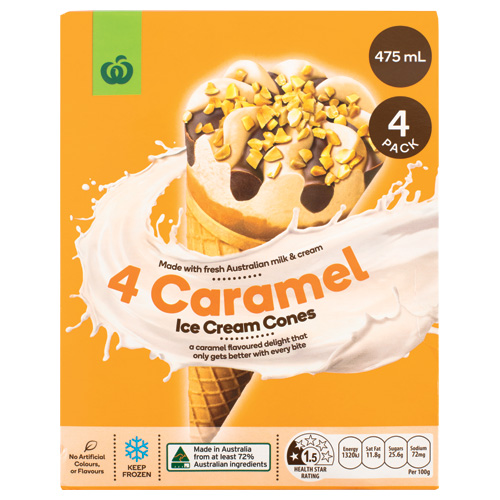 475 mL
4
PACK
Made with fresh Australian milk & cream
4 Caramel
Ice Cream Cones
a caramel flavoured delight that
only gets better with every bite
No Artificial
Colours,
or Flavours
KEEP
FROZEN
Made in Australia
from at least 72%
Australian ingredients
1.5
HEALTH STAR
RATING
Energy
1120kJ
Sat Fat
11.8g
Sugars
25.6g
Sodium
72mg
Per 100g